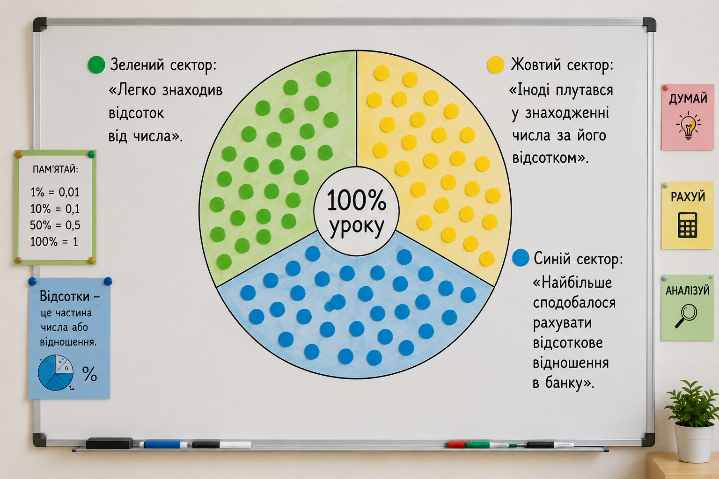 Зелений сектор:
«Легко знаходив
відсоток
від числа».
Жовтий сектор:
«Іноді плутався
у знаходженні
числа за його
відсотком».
100%
уроку
Синій сектор:
«Найбільше
сподобалося
рахувати
відсоткове
відношення
в банку».
ПАМ'ЯТАЙ:
1% = 0,01
10% = 0,1
50% = 0,5
100% = 1
Відсотки –
це частина
числа або
відношення.
%
ДУМАЙ
РАХУЙ
АНАЛІЗУЙ